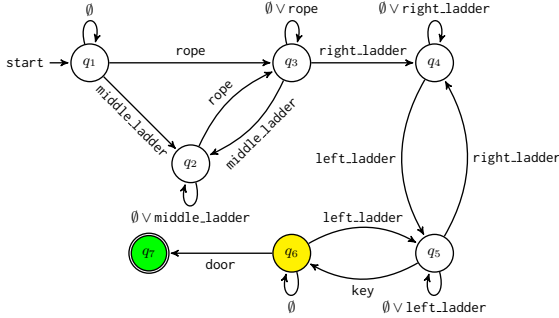 ∅
∅ ∨ rope
∅ ∨ right_ladder
start
q1
rope
q3
right_ladder
q4
middle_ladder
rope
middle_ladder
q2
left_ladder
right_ladder
∅ ∨ middle_ladder
left_ladder
q7
door
q6
q5
key
∅
∅ ∨ left_ladder